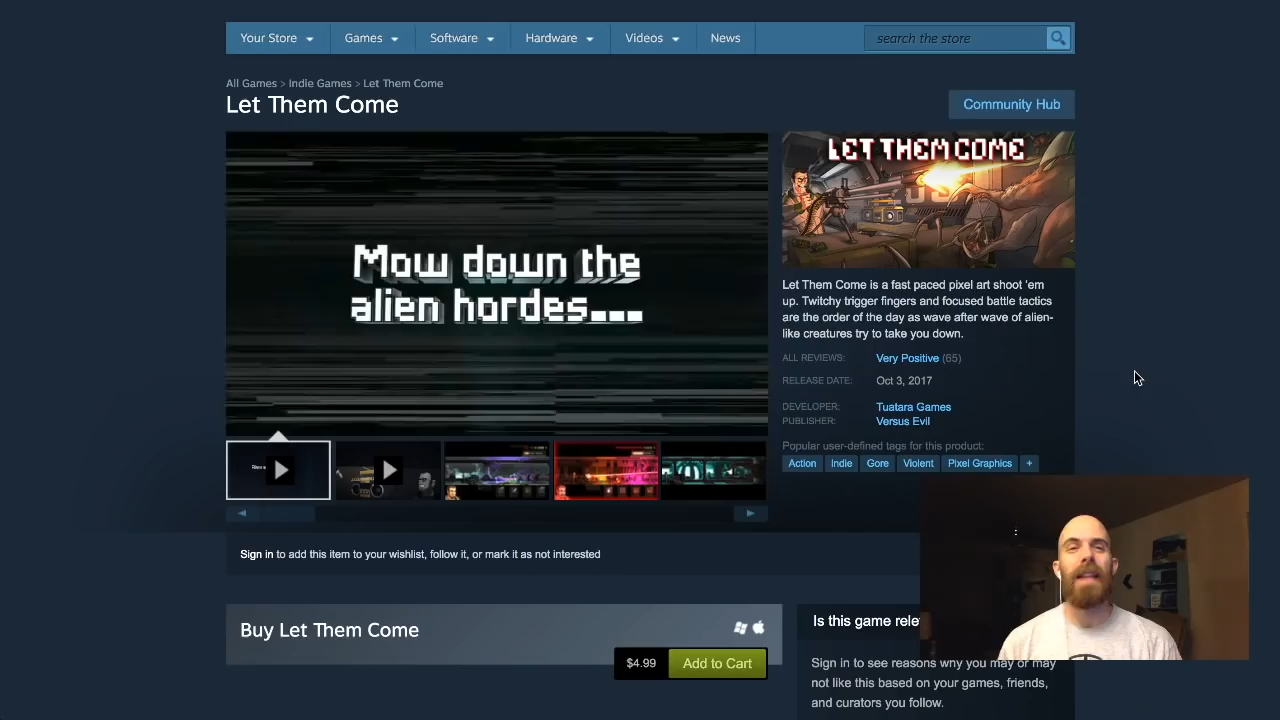 Your Store
Games
Software
Hardware
Videos
News
search the store
All Games > Indie Games > Let Them Come
Let Them Come
Community Hub
Mow down the
alien hordes...
LET THEM COME
Let Them Come is a fast paced pixel art shoot 'em
up. Twitchy trigger fingers and focused battle tactics
are the order of the day as wave after wave of alien-
like creatures try to take you down.
ALL REVIEWS: Very Positive (65)
RELEASE DATE: Oct 3, 2017
DEVELOPER: Tuatara Games
PUBLISHER: Versus Evil
Popular user-defined tags for this product:
Action Indie Gore Violent Pixel Graphics +
Sign in to add this item to your wishlist, follow it, or mark it as not interested
Buy Let Them Come
$4.99 Add to Cart
Is this game rele
Sign in to see reasons why you may or may
not like this based on your games, friends,
and curators you follow.